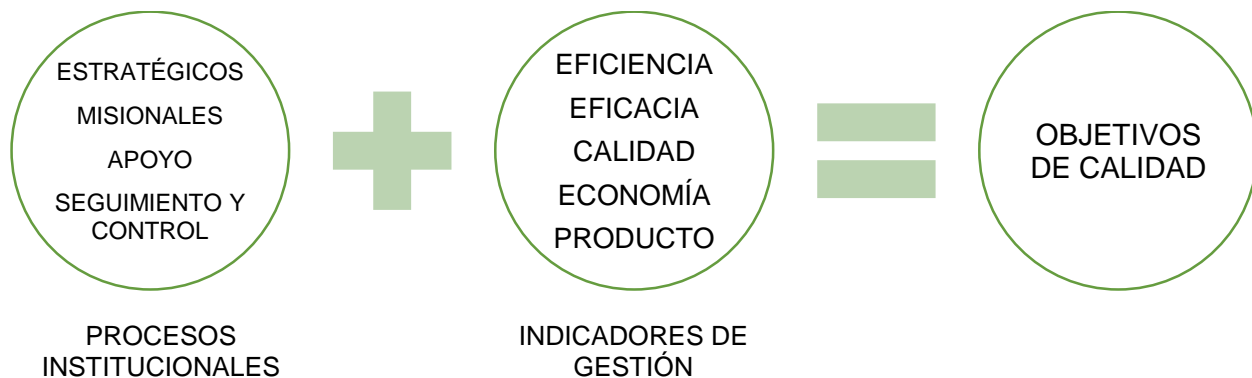 ESTRATÉGICOS
MISIONALES
APOYO
SEGUIMIENTO Y
CONTROL
EFICIENCIA
EFICACIA
CALIDAD
ECONOMÍA
PRODUCTO
OBJETIVOS
DE CALIDAD
PROCESOS
INSTITUCIONALES
INDICADORES DE
GESTIÓN